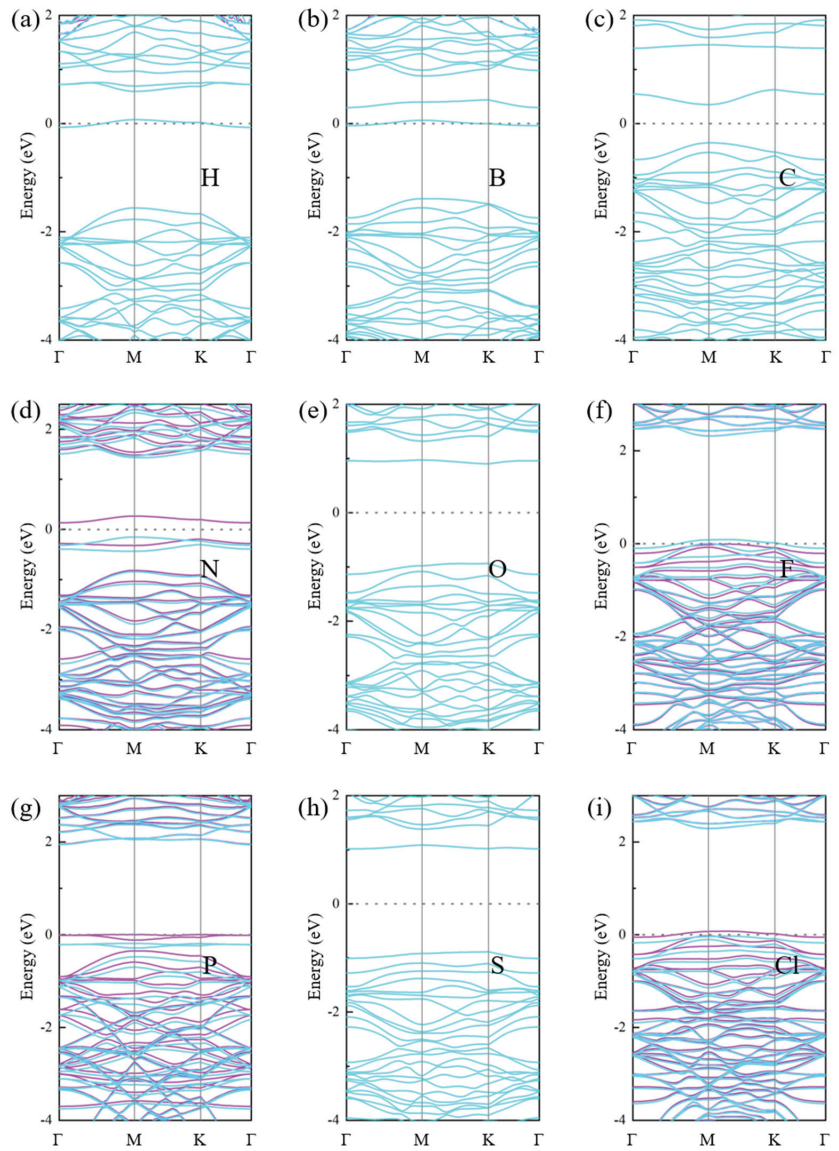 (a)
Energy (eV)
2
0
-2
-4
H
Γ M K Γ
(b)
Energy (eV)
2
0
-2
-4
B
Γ M K Γ
(c)
Energy (eV)
2
0
-2
-4
C
Γ M K Γ
(d)
Energy (eV)
2
0
-2
-4
N
Γ M K Γ
(e)
Energy (eV)
2
0
-2
-4
O
Γ M K Γ
(f)
Energy (eV)
2
0
-2
-4
F
Γ M K Γ
(g)
Energy (eV)
2
0
-2
-4
P
Γ M K Γ
(h)
Energy (eV)
2
0
-2
-4
S
Γ M K Γ
(i)
Energy (eV)
2
0
-2
-4
Cl
Γ M K Γ